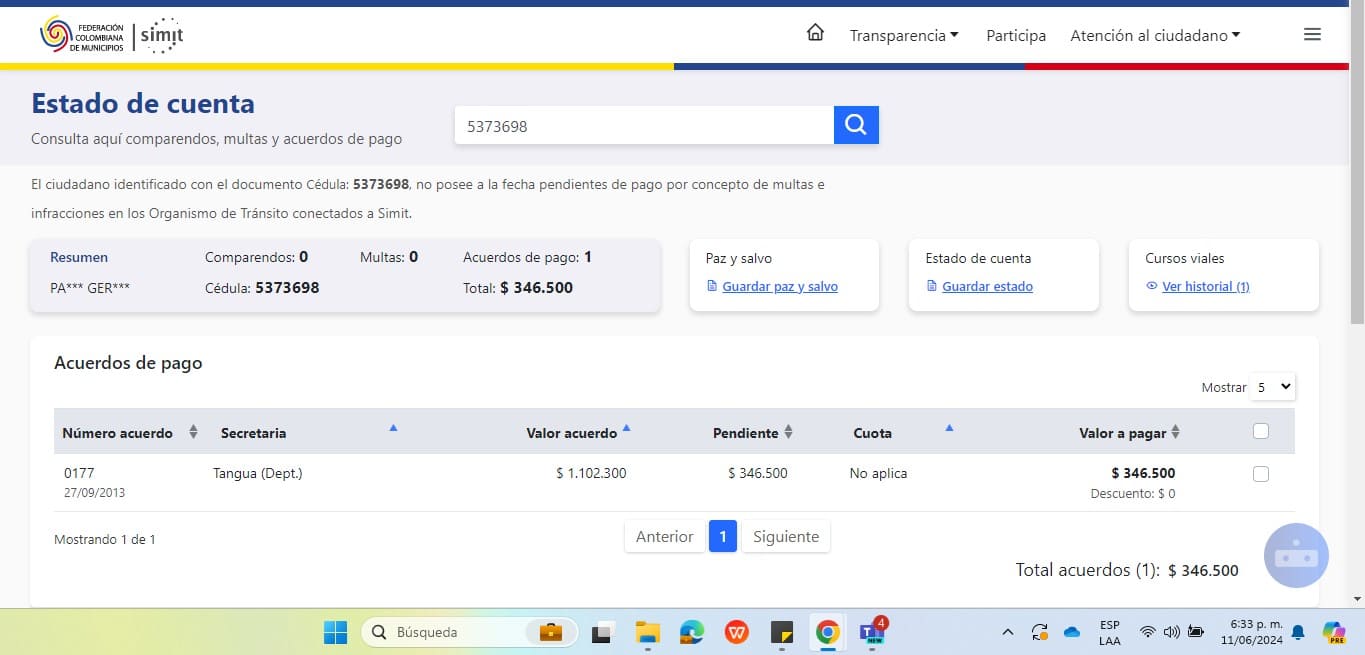 FEDERACIÓN
COLOMBIANA
DE MUNICIPIOS
simit
Transparencia
Participa
Atención al ciudadano
Estado de cuenta
Consulta aquí comparendos, multas y acuerdos de pago
5373698
El ciudadano identificado con el documento Cédula: 5373698, no posee a la fecha pendientes de pago por concepto de multas e
infracciones en los Organismo de Tránsito conectados a Simit.
Resumen
Comparendos: 0
Multas: 0
Acuerdos de pago: 1
PA*** GER***
Cédula: 5373698
Total: $ 346.500
Paz y salvo
Guardar paz y salvo
Estado de cuenta
Guardar estado
Cursos viales
Ver historial (1)
Acuerdos de pago
Mostrar 5
Número acuerdo Secretaria Valor acuerdo Pendiente Cuota Valor a pagar
0177 Tangua (Dept.) $ 1.102.300 $ 346.500 No aplica $ 346.500
27/09/2013 Descuento: $ 0
Mostrando 1 de 1
Anterior 1 Siguiente
Total acuerdos (1): $ 346.500
Búsqueda
4
NEW
ESP
LAA
6:33 p. m.
11/06/2024
PRE